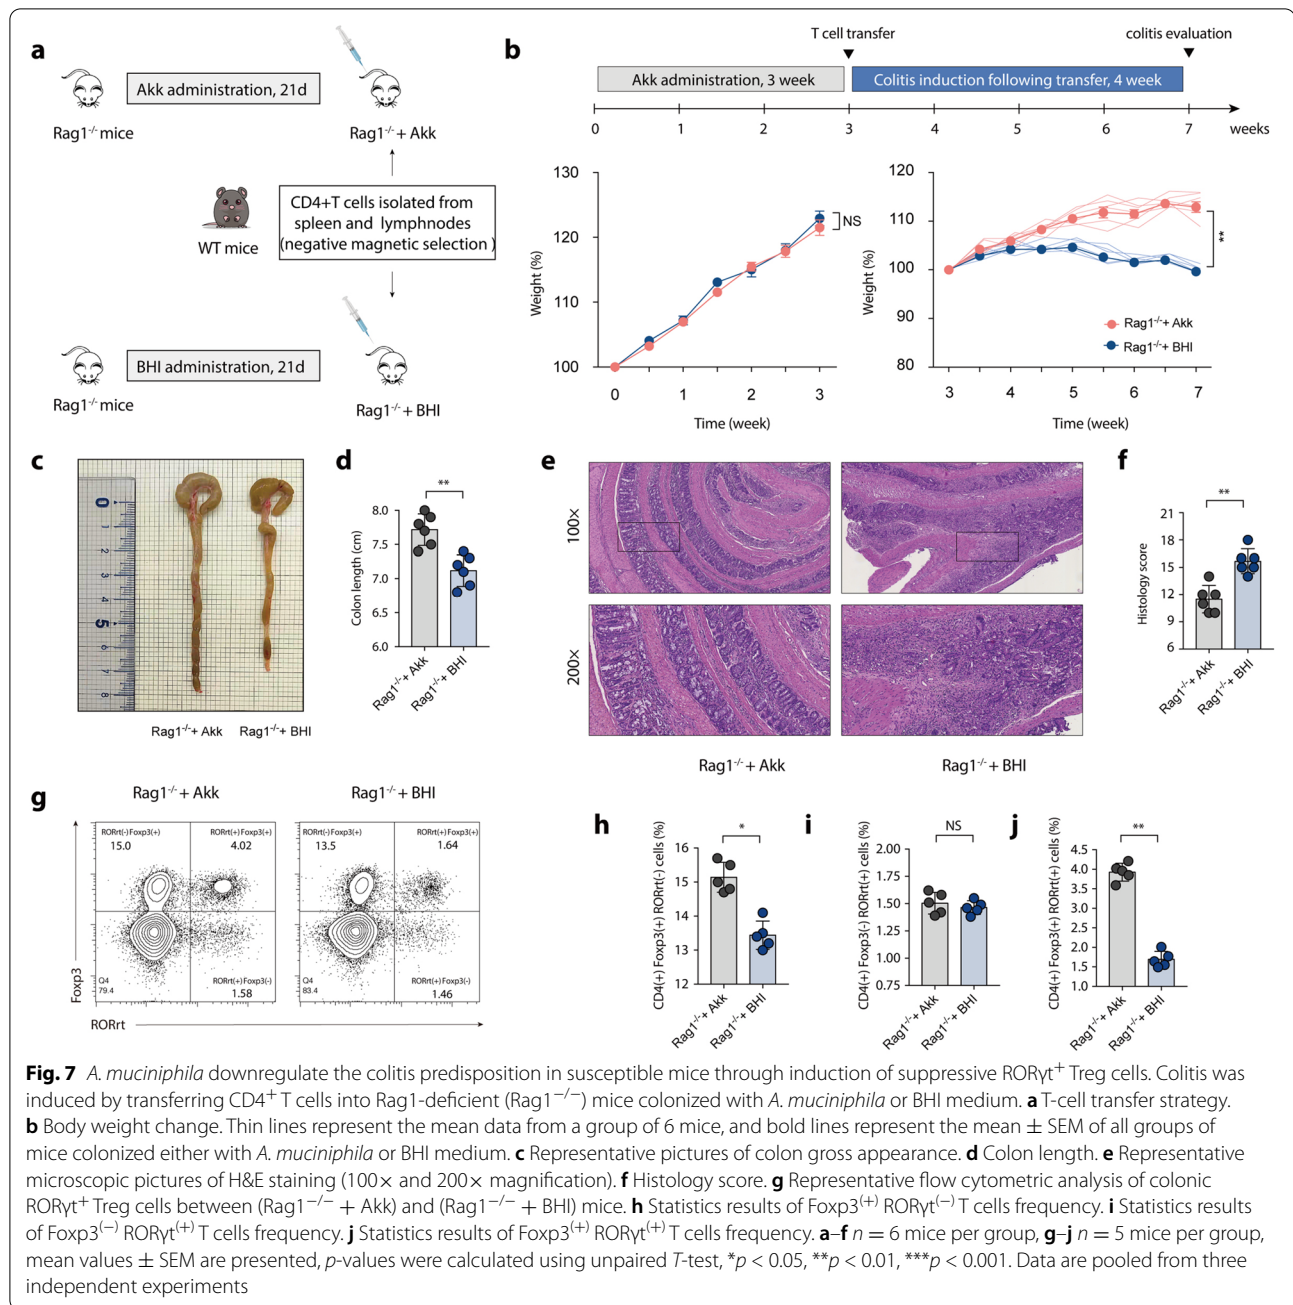 a
Akk administration, 21d
Rag1-/- mice
Rag1-/- + Akk
WT mice
CD4+T cells isolated from
spleen and lymphnodes
(negative magnetic selection )
BHI administration, 21d
Rag1-/- mice
Rag1-/- + BHI
b
T cell transfer
colitis evaluation
Akk administration, 3 week
Colitis induction following transfer, 4 week
0 1 2 3 4 5 6 7 weeks
Weight (%)
130
120
110
100
NS
0 1 2 3
Time (week)
Weight (%)
120
110
100
90
80
**
Rag1-/-+ Akk
Rag1-/-+ BHI
3 4 5 6 7
Time (week)
c
0
1
2
3
4
5
6
7
8
Rag1-/-+ Akk
Rag1-/-+ BHI
d
**
Colon length (cm)
8.0
7.5
7.0
6.5
6.0
Rag1-/-+ Akk
Rag1-/-+ BHI
e
100×
200×
Rag1-/- + Akk
Rag1-/- + BHI
f
**
Histology score
21
18
15
12
9
6
Rag1-/-+ Akk
Rag1-/-+ BHI
g
Rag1-/- + Akk
Rag1-/- + BHI
RORrt(-)Foxp3(+)
15.0
RORrt(+)Foxp3(+)
4.02
Q4
79.4
RORrt(+)Foxp3(-)
1.58
RORrt(-)Foxp3(+)
13.5
RORrt(+)Foxp3(+)
1.64
Q4
83.4
RORrt(+)Foxp3(-)
1.46
Foxp3
RORrt
h
CD4(+) Foxp3(+) RORrt(-) cells (%)
*
16
15
14
13
12
Rag1-/-+ Akk
Rag1-/-+ BHI
i
CD4(+) Foxp3(-) RORrt(+) cells (%)
NS
2.00
1.75
1.50
1.25
1.00
0.75
Rag1-/-+ Akk
Rag1-/-+ BHI
j
CD4(+) Foxp3(+) RORrt(+) cells (%)
**
4.5
4.0
3.5
3.0
2.0
1.5
1.0
Rag1-/-+ Akk
Rag1-/-+ BHI
Fig. 7 A. muciniphila downregulate the colitis predisposition in susceptible mice through induction of suppressive RORγt+ Treg cells. Colitis was
induced by transferring CD4+ T cells into Rag1-deficient (Rag1−/−) mice colonized with A. muciniphila or BHI medium. a T-cell transfer strategy.
b Body weight change. Thin lines represent the mean data from a group of 6 mice, and bold lines represent the mean ± SEM of all groups of
mice colonized either with A. muciniphila or BHI medium. c Representative pictures of colon gross appearance. d Colon length. e Representative
microscopic pictures of H&E staining (100× and 200× magnification). f Histology score. g Representative flow cytometric analysis of colonic
RORγt+ Treg cells between (Rag1−/− + Akk) and (Rag1−/− + BHI) mice. h Statistics results of Foxp3(+) RORγt(−) T cells frequency. i Statistics results
of Foxp3(−) RORγt(+) T cells frequency. j Statistics results of Foxp3(+) RORγt(+) T cells frequency. a–f n = 6 mice per group, g–j n = 5 mice per group,
mean values ± SEM are presented, p-values were calculated using unpaired T-test, *p < 0.05, **p < 0.01, ***p < 0.001. Data are pooled from three
independent experiments